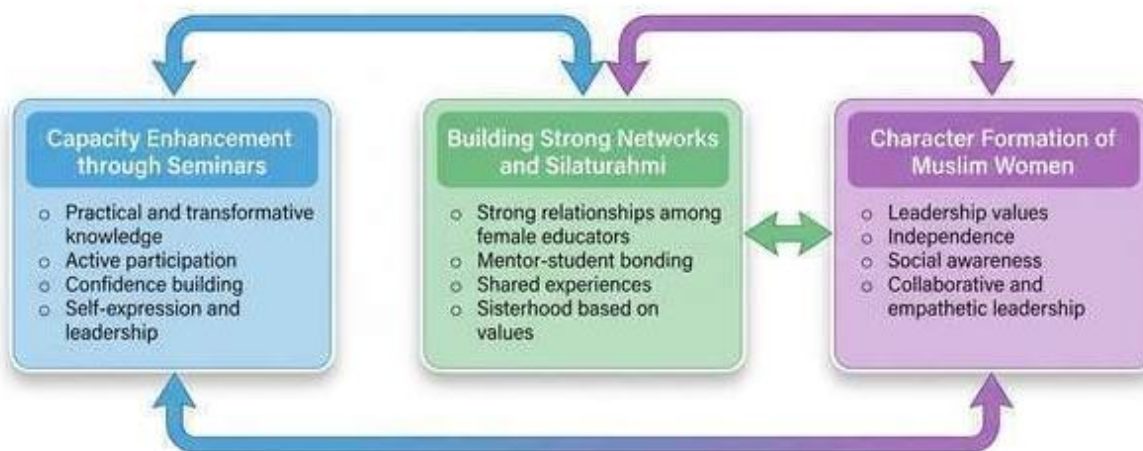 Capacity Enhancement
through Seminars
○ Practical and transformative
knowledge
○ Active participation
○ Confidence building
○ Self-expression and
leadership
Building Strong Networks
and Silaturahmi
○ Strong relationships among
female educators
○ Mentor-student bonding
○ Shared experiences
○ Sisterhood based on
values
Character Formation of
Muslim Women
○ Leadership values
○ Independence
○ Social awareness
○ Collaborative and
empathetic leadership